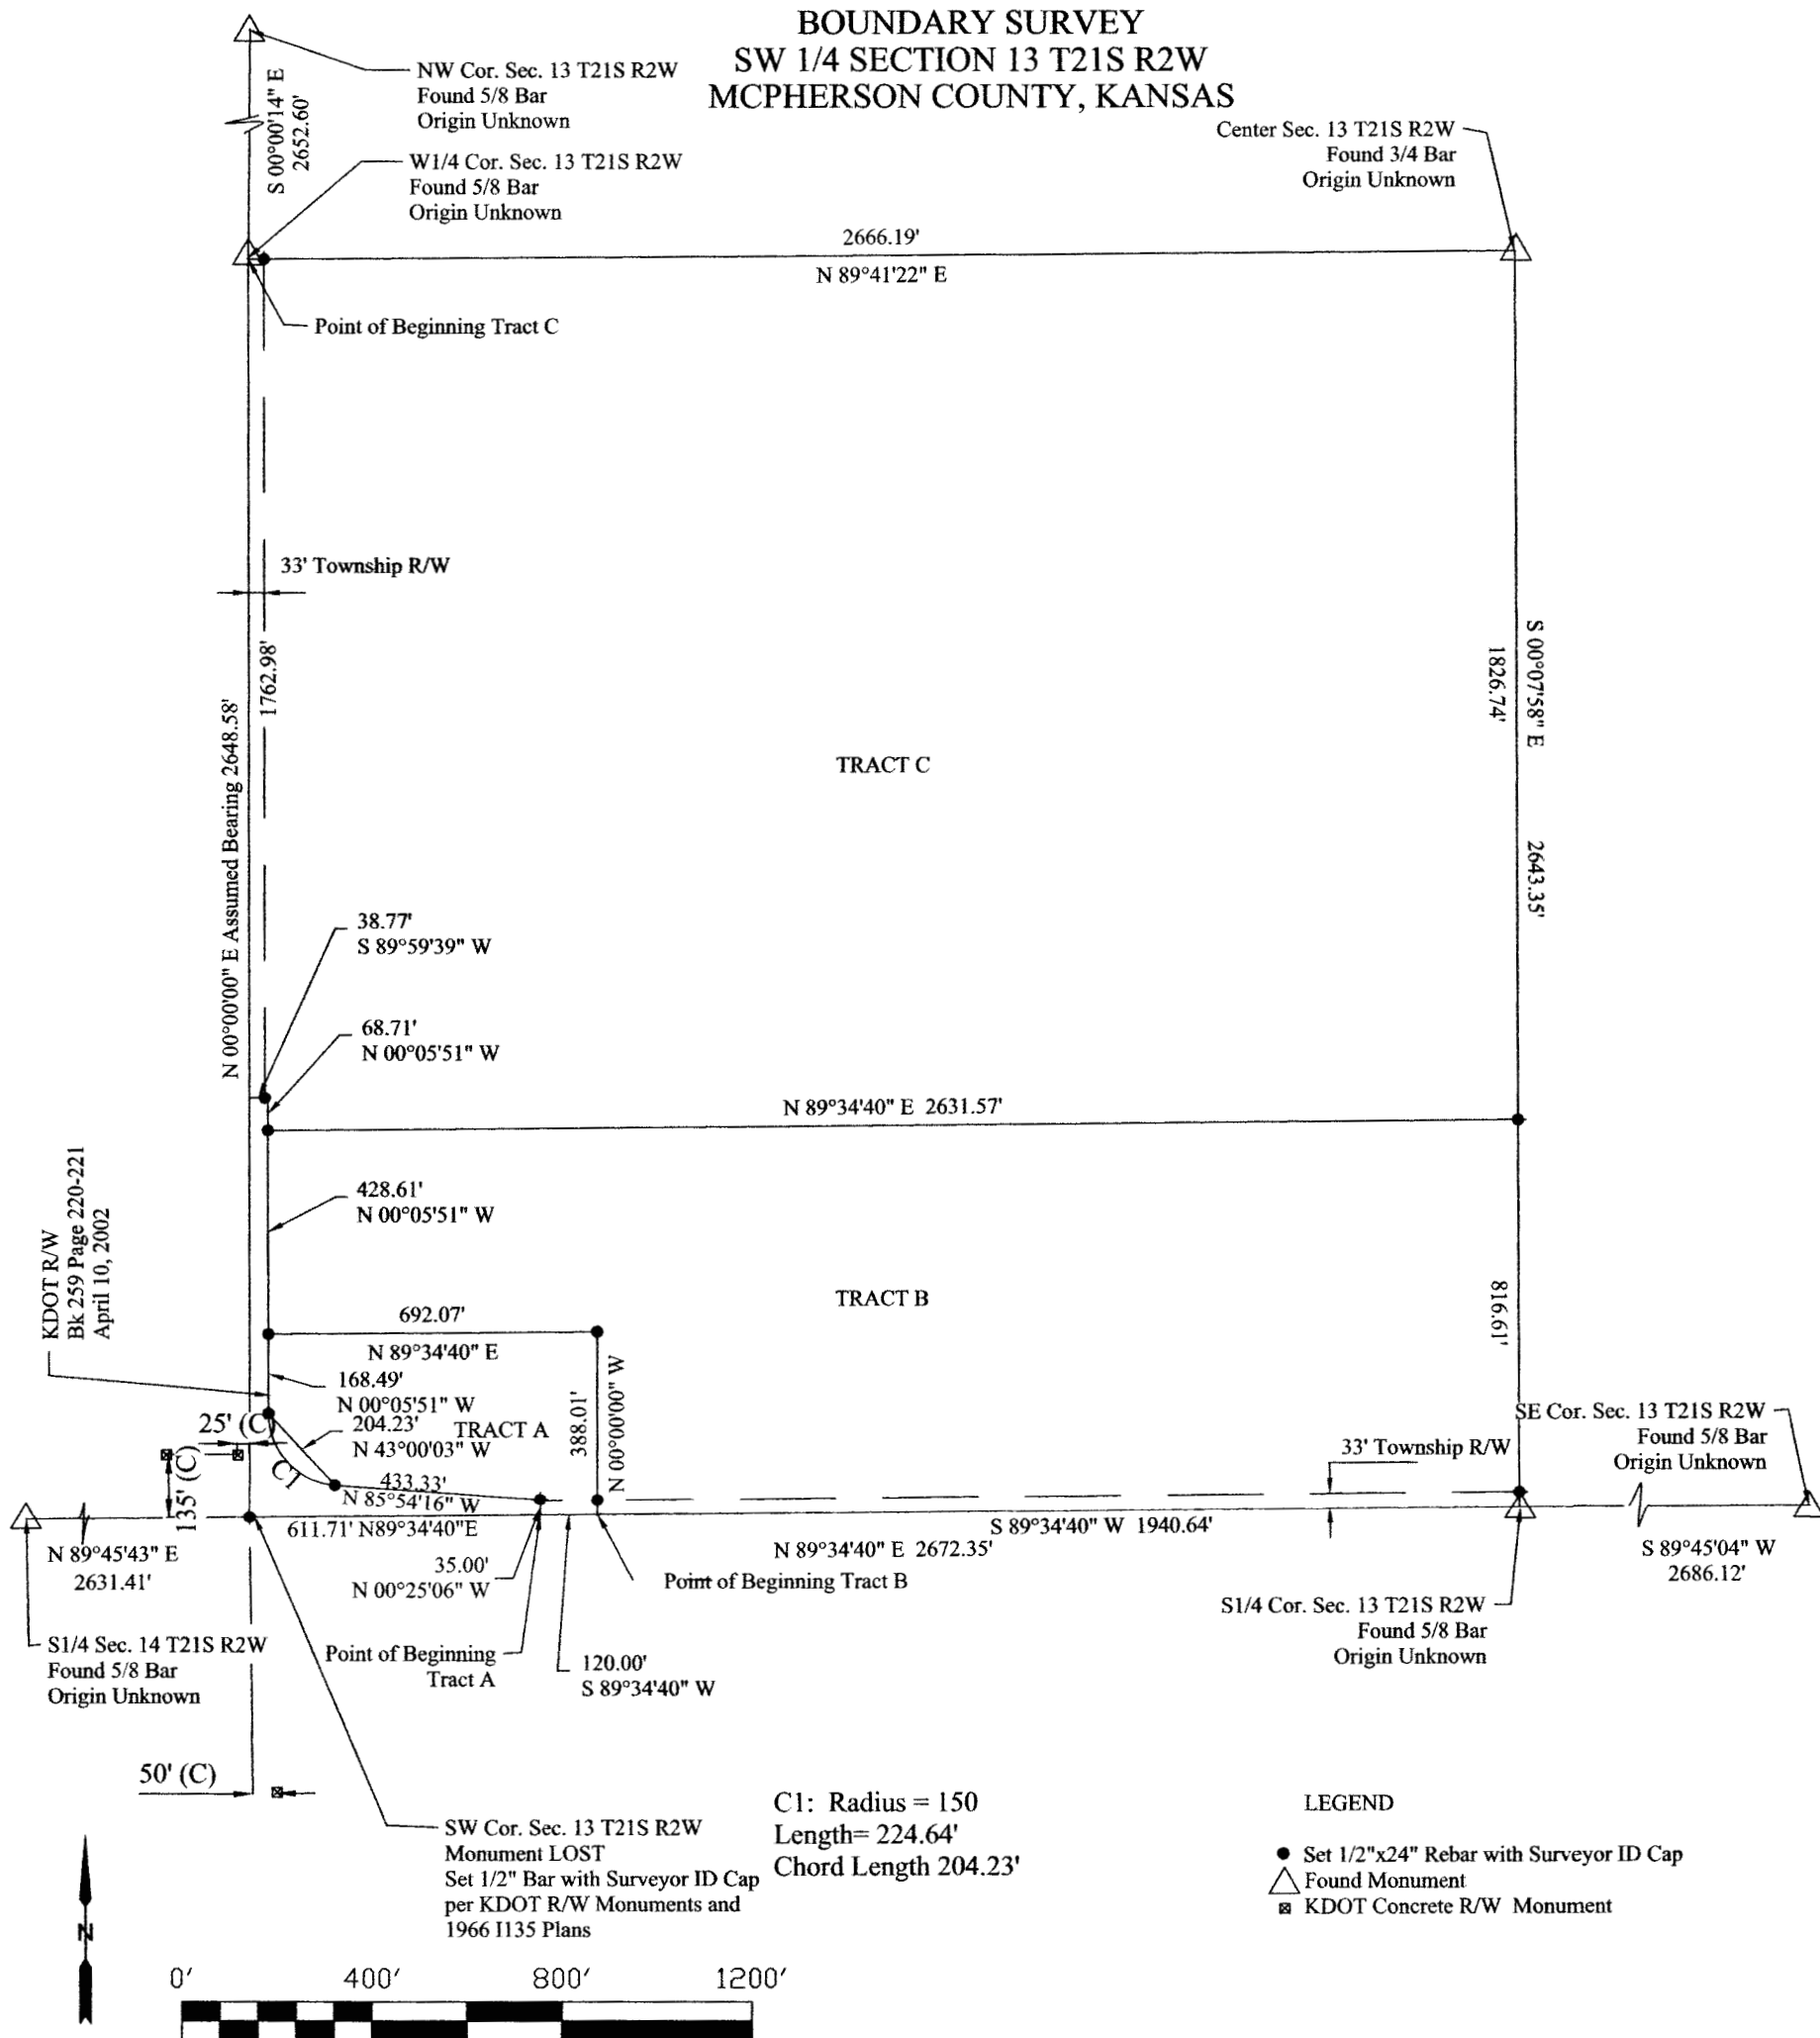 BOUNDARY SURVEY
SW 1/4 SECTION 13 T21S R2W
MCPHERSON COUNTY, KANSAS
S 00°00'14" E
2652.60'
NW Cor. Sec. 13 T21S R2W
Found 5/8 Bar
Origin Unknown
W1/4 Cor. Sec. 13 T21S R2W
Found 5/8 Bar
Origin Unknown
Center Sec. 13 T21S R2W
Found 3/4 Bar
Origin Unknown
2666.19'
N 89°41'22" E
Point of Beginning Tract C
33' Township R/W
1762.98'
N 00°00'00" E Assumed Bearing 2648.58'
S 00°07'58" E 2643.35'
1826.74'
TRACT C
38.77'
S 89°59'39" W
68.71'
N 00°05'51" W
N 89°34'40" E 2631.57'
KDOT R/W
Bk 259 Page 220-221
April 10, 2002
428.61'
N 00°05'51" W
TRACT B
816.61'
692.07'
N 89°34'40" E
168.49'
N 00°05'51" W
25' (C)
204.23'
N 43°00'03" W
TRACT A
388.01'
N 00°00'00" W
135' (C)
C1
433.33'
N 85°54'16" W
33' Township R/W
SE Cor. Sec. 13 T21S R2W
Found 5/8 Bar
Origin Unknown
611.71' N89°34'40"E
S 89°34'40" W 1940.64'
N 89°45'43" E
2631.41'
N 89°34'40" E 2672.35'
S 89°45'04" W
2686.12'
35.00'
N 00°25'06" W
Point of Beginning Tract B
S1/4 Cor. Sec. 13 T21S R2W
Found 5/8 Bar
Origin Unknown
S1/4 Sec. 14 T21S R2W
Found 5/8 Bar
Origin Unknown
Point of Beginning
Tract A
120.00'
S 89°34'40" W
50' (C)
SW Cor. Sec. 13 T21S R2W
Monument LOST
Set 1/2" Bar with Surveyor ID Cap
per KDOT R/W Monuments and
1966 I135 Plans
C1: Radius = 150
Length= 224.64'
Chord Length 204.23'
LEGEND
Set 1/2"x24" Rebar with Surveyor ID Cap
Found Monument
KDOT Concrete R/W Monument
N
0' 400' 800' 1200'